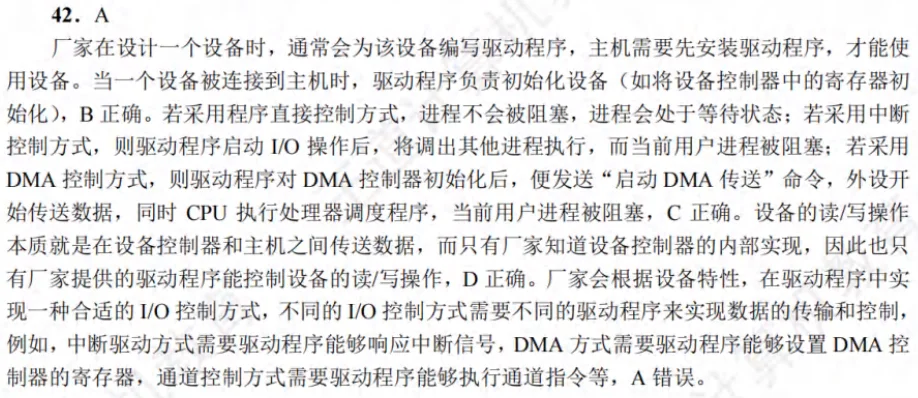 42．A
厂家在设计一个设备时，通常会为该设备编写驱动程序，主机需要先安装驱动程序，才能使
用设备。当一个设备被连接到主机时，驱动程序负责初始化设备（如将设备控制器中的寄存器初
始化），B 正确。若采用程序直接控制方式，进程不会被阻塞，进程会处于等待状态；若采用中断
控制方式，则驱动程序启动 I/O 操作后，将调出其他进程执行，而当前用户进程被阻塞；若采用
DMA 控制方式，则驱动程序对 DMA 控制器初始化后，便发送“启动 DMA 传送”命令，外设开
始传送数据，同时 CPU 执行处理器调度程序，当前用户进程被阻塞，C 正确。设备的读/写操作
本质就是在设备控制器和主机之间传送数据，而只有厂家知道设备控制器的内部实现，因此也只
有厂家提供的驱动程序能控制设备的读/写操作，D 正确。厂家会根据设备特性，在驱动程序中实
现一种合适的 I/O 控制方式，不同的 I/O 控制方式需要不同的驱动程序来实现数据的传输和控制，
例如，中断驱动方式需要驱动程序能够响应中断信号，DMA 方式需要驱动程序能够设置 DMA 控
制器的寄存器，通道控制方式需要驱动程序能够执行通道指令等，A 错误。